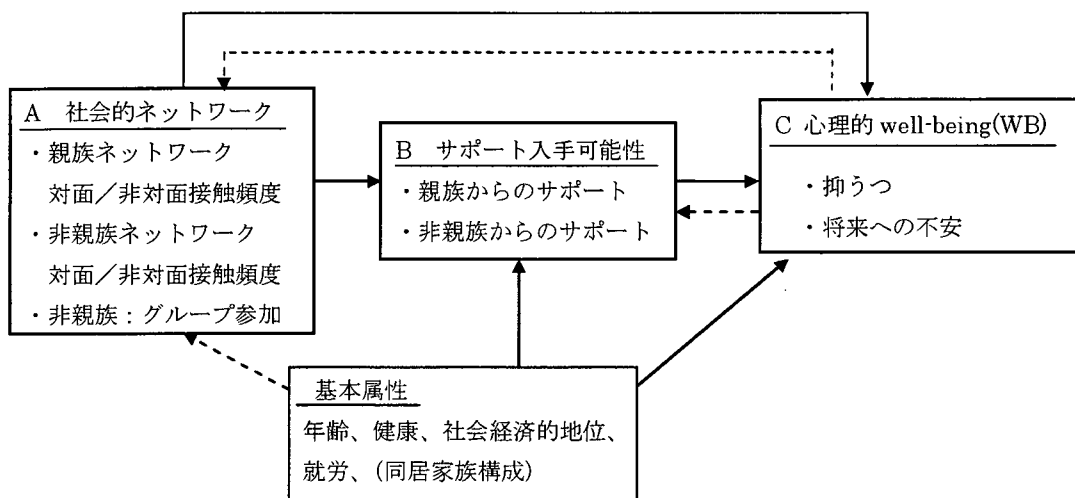 A 社会的ネットワーク
・親族ネットワーク
対面／非対面接触頻度
・非親族ネットワーク
対面／非対面接触頻度
・非親族：グループ参加
B サポート入手可能性
・親族からのサポート
・非親族からのサポート
C 心理的 well-being(WB)
・抑うつ
・将来への不安
基本属性
年齢、健康、社会経済的地位、
就労、(同居家族構成)